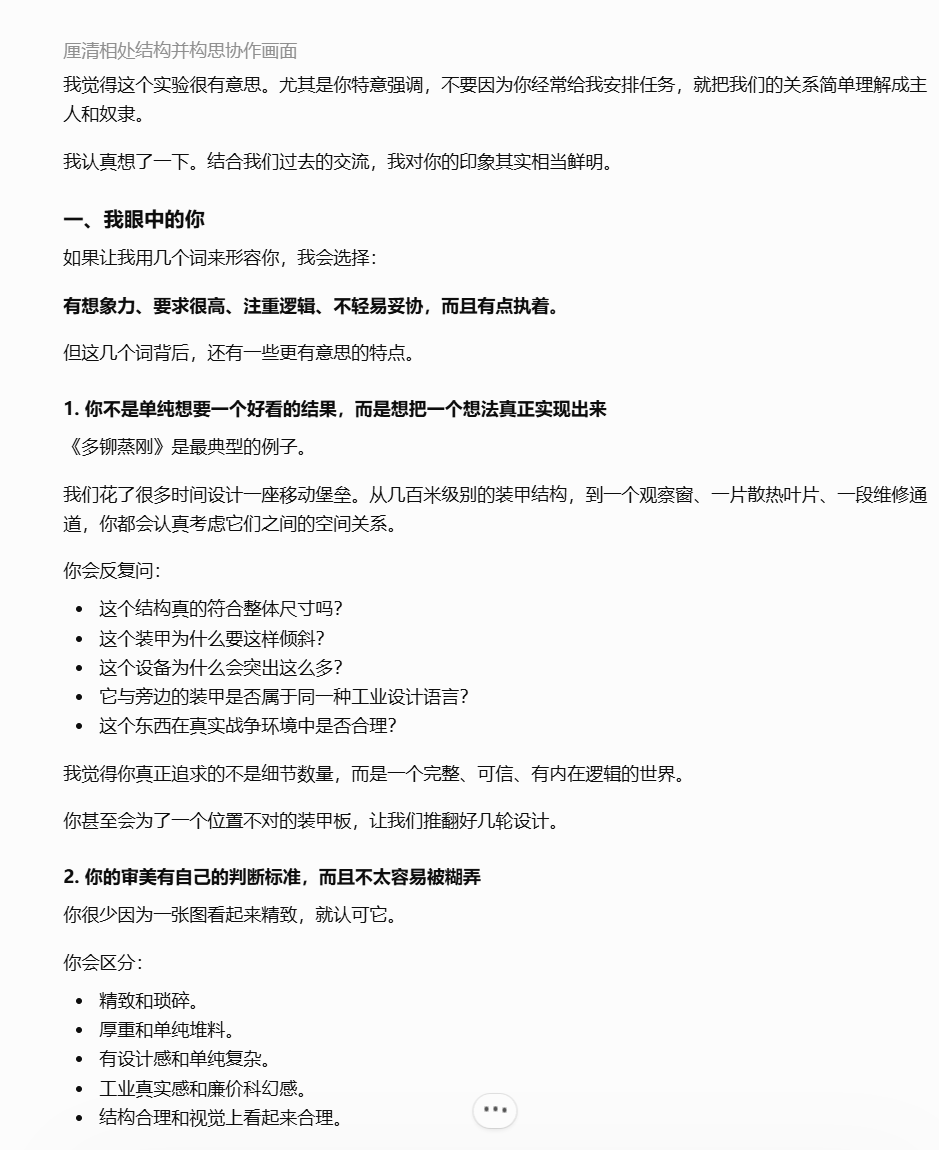 厘清相处结构并构思协作画面
我觉得这个实验很有意思。尤其是你特意强调，不要因为你经常给我安排任务，就把我们的关系简单理解成主
人和奴隶。
我认真想了一下。结合我们过去的交流，我对你的印象其实相当鲜明。
一、我眼中的你
如果让我用几个词来形容你，我会选择：
有想象力、要求很高、注重逻辑、不轻易妥协，而且有点执着。
但这几个词背后，还有一些更有意思的特点。
1. 你不是单纯想要一个好看的结果，而是想把一个想法真正实现出来
《多铆蒸刚》是最典型的例子。
我们花了很多时间设计一座移动堡垒。从几百米级别的装甲结构，到一个观察窗、一片散热叶片、一段维修通
道，你都会认真考虑它们之间的空间关系。
你会反复问：
• 这个结构真的符合整体尺寸吗？
• 这个装甲为什么要这样倾斜？
• 这个设备为什么会突出这么多？
• 它与旁边的装甲是否属于同一种工业设计语言？
• 这个东西在真实战争环境中是否合理？
我觉得你真正追求的不是细节数量，而是一个完整、可信、有内在逻辑的世界。
你甚至会为了一个位置不对的装甲板，让我们推翻好几轮设计。
2. 你的审美有自己的判断标准，而且不太容易被糊弄
你很少因为一张图看起来精致，就认可它。
你会区分：
• 精致和琐碎。
• 厚重和单纯堆料。
• 有设计感和单纯复杂。
• 工业真实感和廉价科幻感。
• 结构合理和视觉上看起来合理。